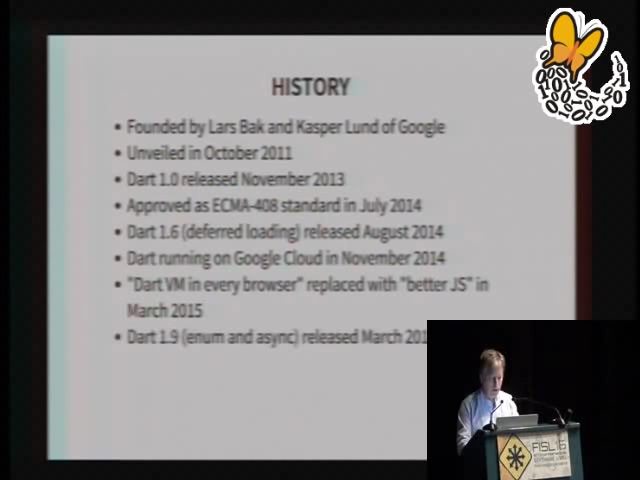 HISTORY
• Founded by Lars Bak and Kasper Lund of Google
• Unveiled in October 2011
• Dart 1.0 released November 2013
• Approved as ECMA-408 standard in July 2014
• Dart 1.6 (deferred loading) released August 2014
• Dart running on Google Cloud in November 2014
• "Dart VM in every browser" replaced with "better JS" in
March 2015
• Dart 1.9 (enum and async) released March 201
FISL16